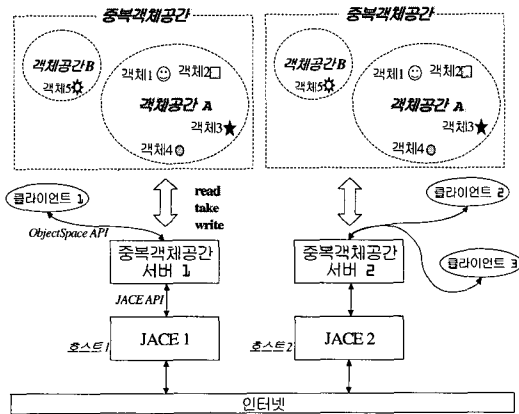 중복객체공간
객체공간 B
객체5
객체1
객체2
객체공간 A
객체3
객체4
중복객체공간
객체공간 B
객체5
객체1
객체2
객체공간 A
객체3
객체4
read
take
write
클라이언트 1
ObjectSpace API
클라이언트 2
중복객체공간
서버 1
중복객체공간
서버 2
클라이언트 3
JACE API
호스트1
JACE 1
호스트2
JACE 2
인터넷